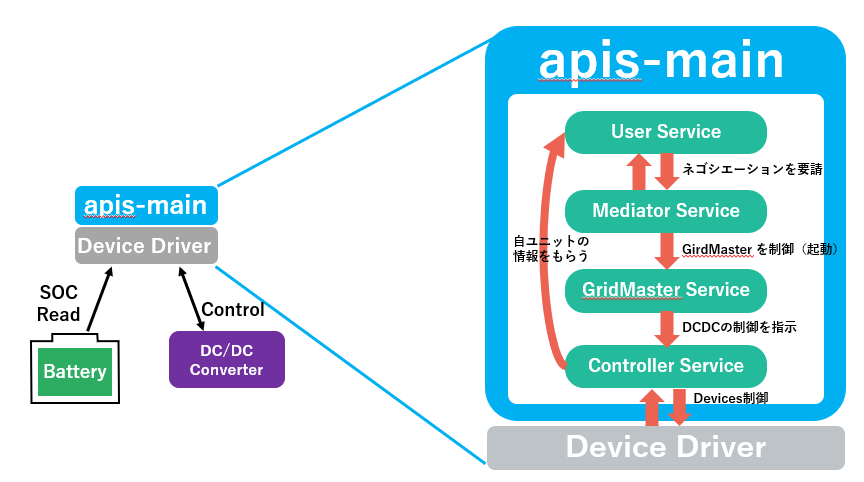 apis-main
Device Driver
SOC
Read
Control
Battery
DC/DC
Converter
apis-main
User Service
ネゴシエーションを要請
Mediator Service
自ユニットの
情報をもらう
GirdMaster を制御（起動）
GridMaster Service
DCDCの制御を指示
Controller Service
Devices制御
Device Driver